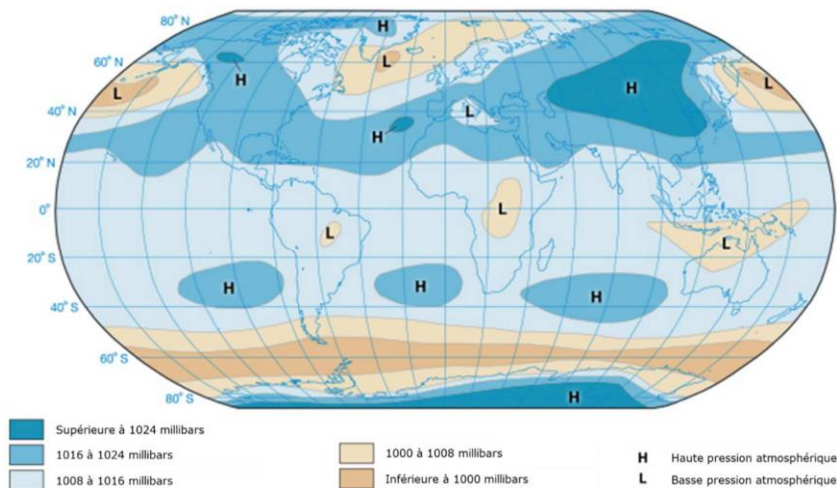 80° N
H
60° N
L
H
L
H
L
L
40° N
L
H
20° N
0°
L
L
L
20° S
H
H
H
40° S
60° S
80° S
H
Supérieure à 1024 millibars
1016 à 1024 millibars
1008 à 1016 millibars
1000 à 1008 millibars
Inférieure à 1000 millibars
H Haute pression atmosphérique
L Basse pression atmosphérique